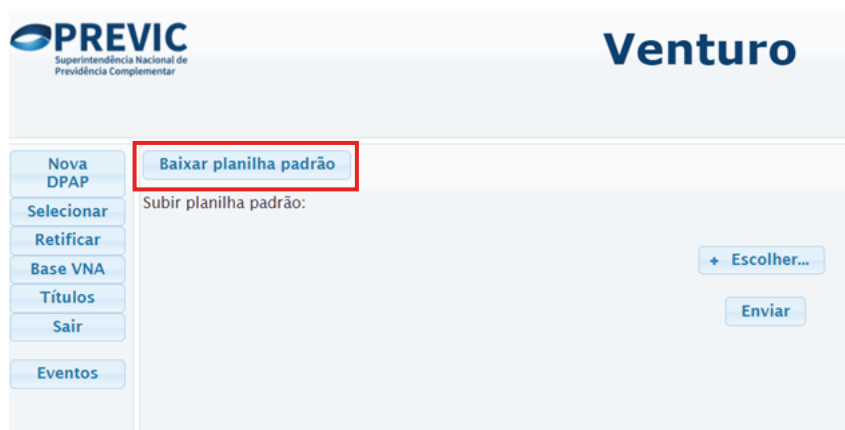 PREVIC
Superintendência Nacional de
Previdência Complementar
Venturo
Nova
DPAP
Selecionar
Retificar
Base VNA
Títulos
Sair
Eventos
Baixar planilha padrão
Subir planilha padrão:
+ Escolher...
Enviar